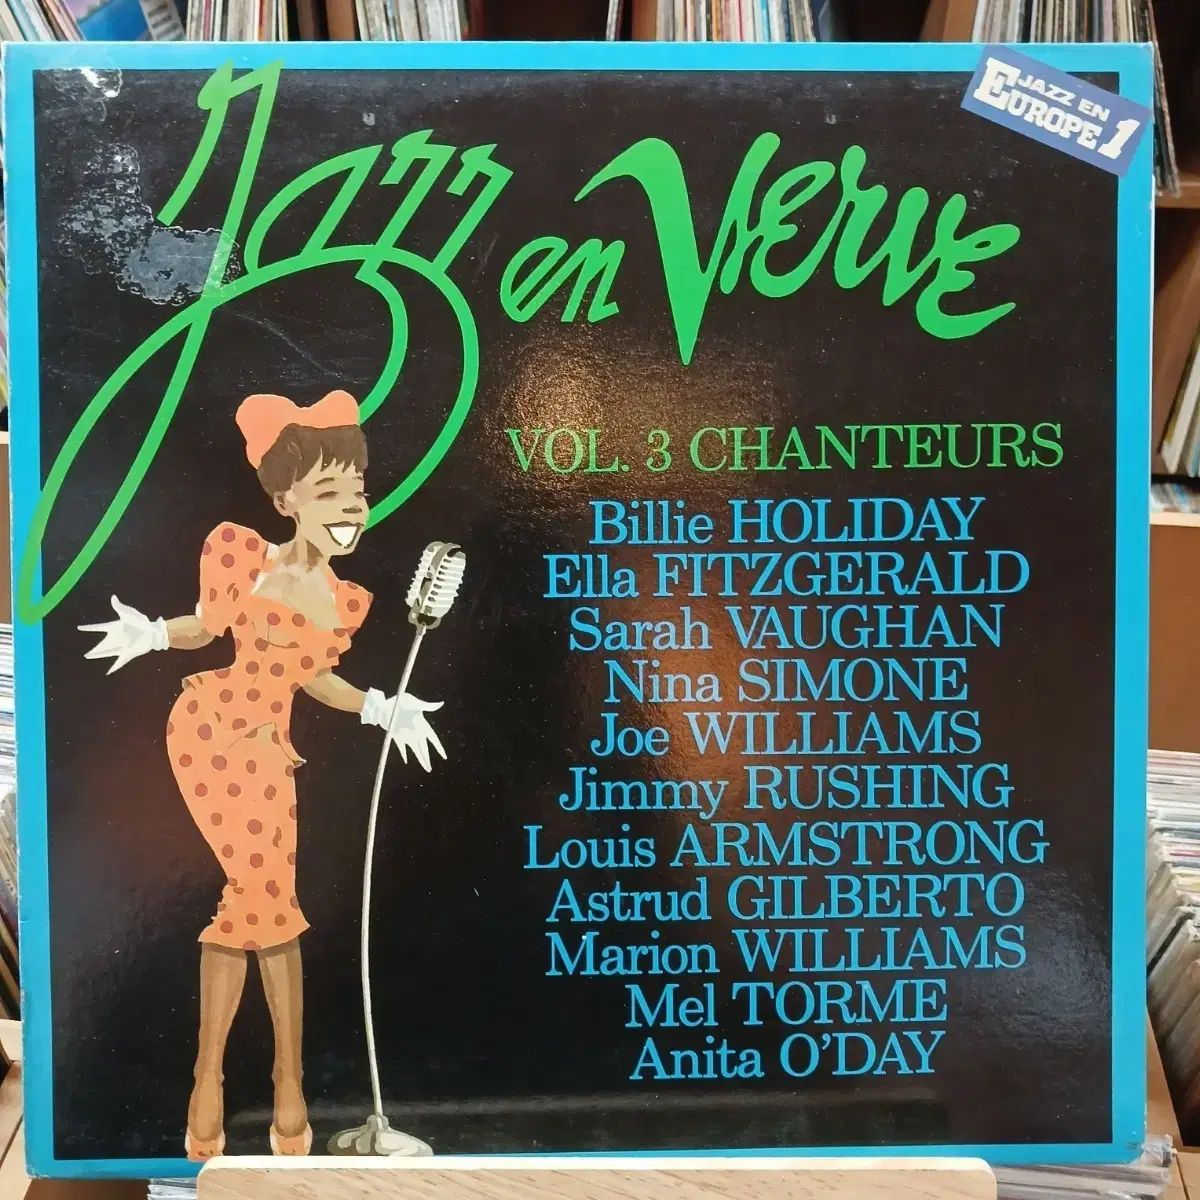 JAZZ EN
EUROPE 1
Jazz en Verve
VOL. 3 CHANTEURS
Billie HOLIDAY
Ella FITZGERALD
Sarah VAUGHAN
Nina SIMONE
Joe WILLIAMS
Jimmy RUSHING
Louis ARMSTRONG
Astrud GILBERTO
Marion WILLIAMS
Mel TORME
Anita O'DAY